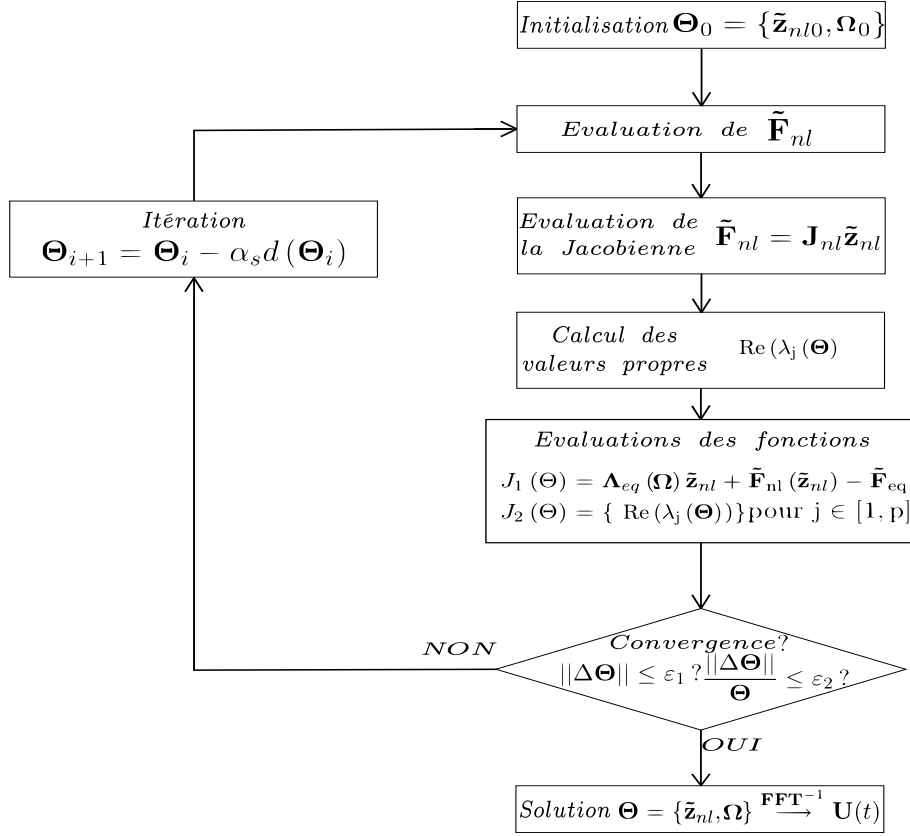 Initialisation Θ₀ = {z̃ₙₗ₀, Ω₀}
Evaluation de F̃ₙₗ
Itération
Θᵢ₊₁ = Θᵢ − αₛd (Θᵢ)
Evaluation de
la Jacobienne F̃ₙₗ = Jₙₗz̃ₙₗ
Calcul des
valeurs propres Re (λⱼ (Θ)
Evaluations des fonctions
J₁ (Θ) = Λ_eq (Ω) z̃ₙₗ + F̃ₙₗ (z̃ₙₗ) − F̃_eq
J₂ (Θ) = { Re (λⱼ (Θ))}pour j ∈ [1, p]
NON
Convergence?
||ΔΘ|| ≤ ε₁ ? ||ΔΘ||/Θ ≤ ε₂ ?
OUI
Solution Θ = {z̃ₙₗ,Ω} FFT⁻¹⟶ U(t)